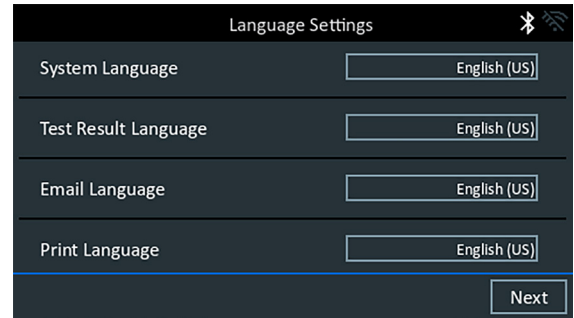 Language Settings
System Language English (US)
Test Result Language English (US)
Email Language English (US)
Print Language English (US)
Next